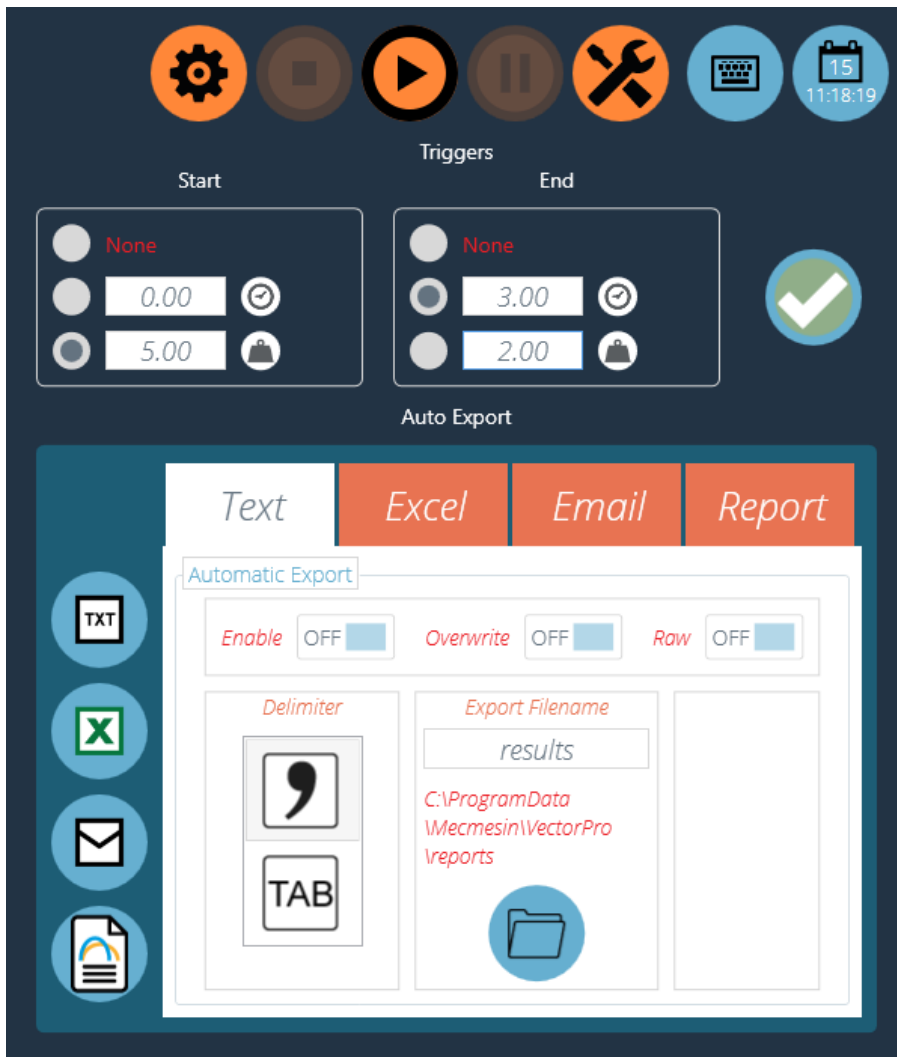 15
11:18:19
Triggers
Start
End
None
0.00
5.00
None
3.00
2.00
Auto Export
Text Excel Email Report
Automatic Export
Enable OFF Overwrite OFF Raw OFF
TXT
Delimiter
,
TAB
Export Filename
results
C:\ProgramData
\Mecmesin\VectorPro
\reports
X